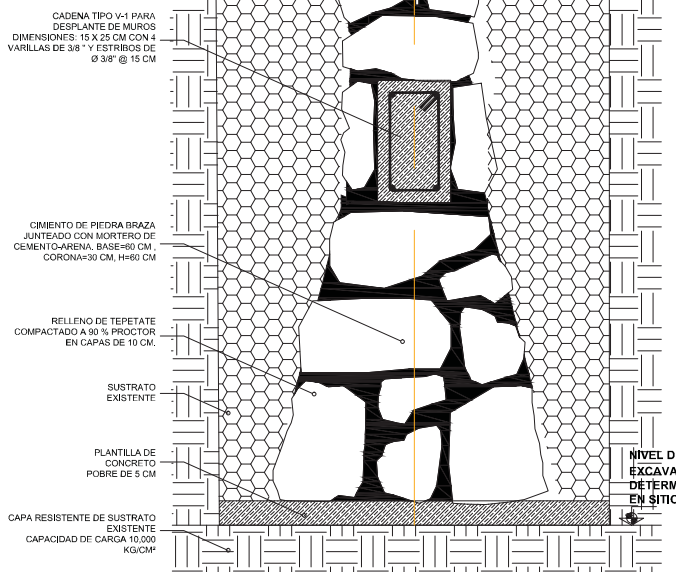 CADENA TIPO V-1 PARA
DESPLANTE DE MUROS
DIMENSIONES: 15 X 25 CM CON 4
VARILLAS DE 3/8 " Y ESTRIBOS DE
Ø 3/8" @ 15 CM
CIMIENTO DE PIEDRA BRAZA
JUNTEADO CON MORTERO DE
CEMENTO-ARENA. BASE=60 CM ,
CORONA=30 CM, H=60 CM
RELLENO DE TEPETATE
COMPACTADO A 90 % PROCTOR
EN CAPAS DE 10 CM.
SUSTRATO
EXISTENTE
PLANTILLA DE
CONCRETO
POBRE DE 5 CM
CAPA RESISTENTE DE SUSTRATO
EXISTENTE
CAPACIDAD DE CARGA 10,000
KG/CM²
NIVEL D
EXCAVA
DETERM
EN SITIO